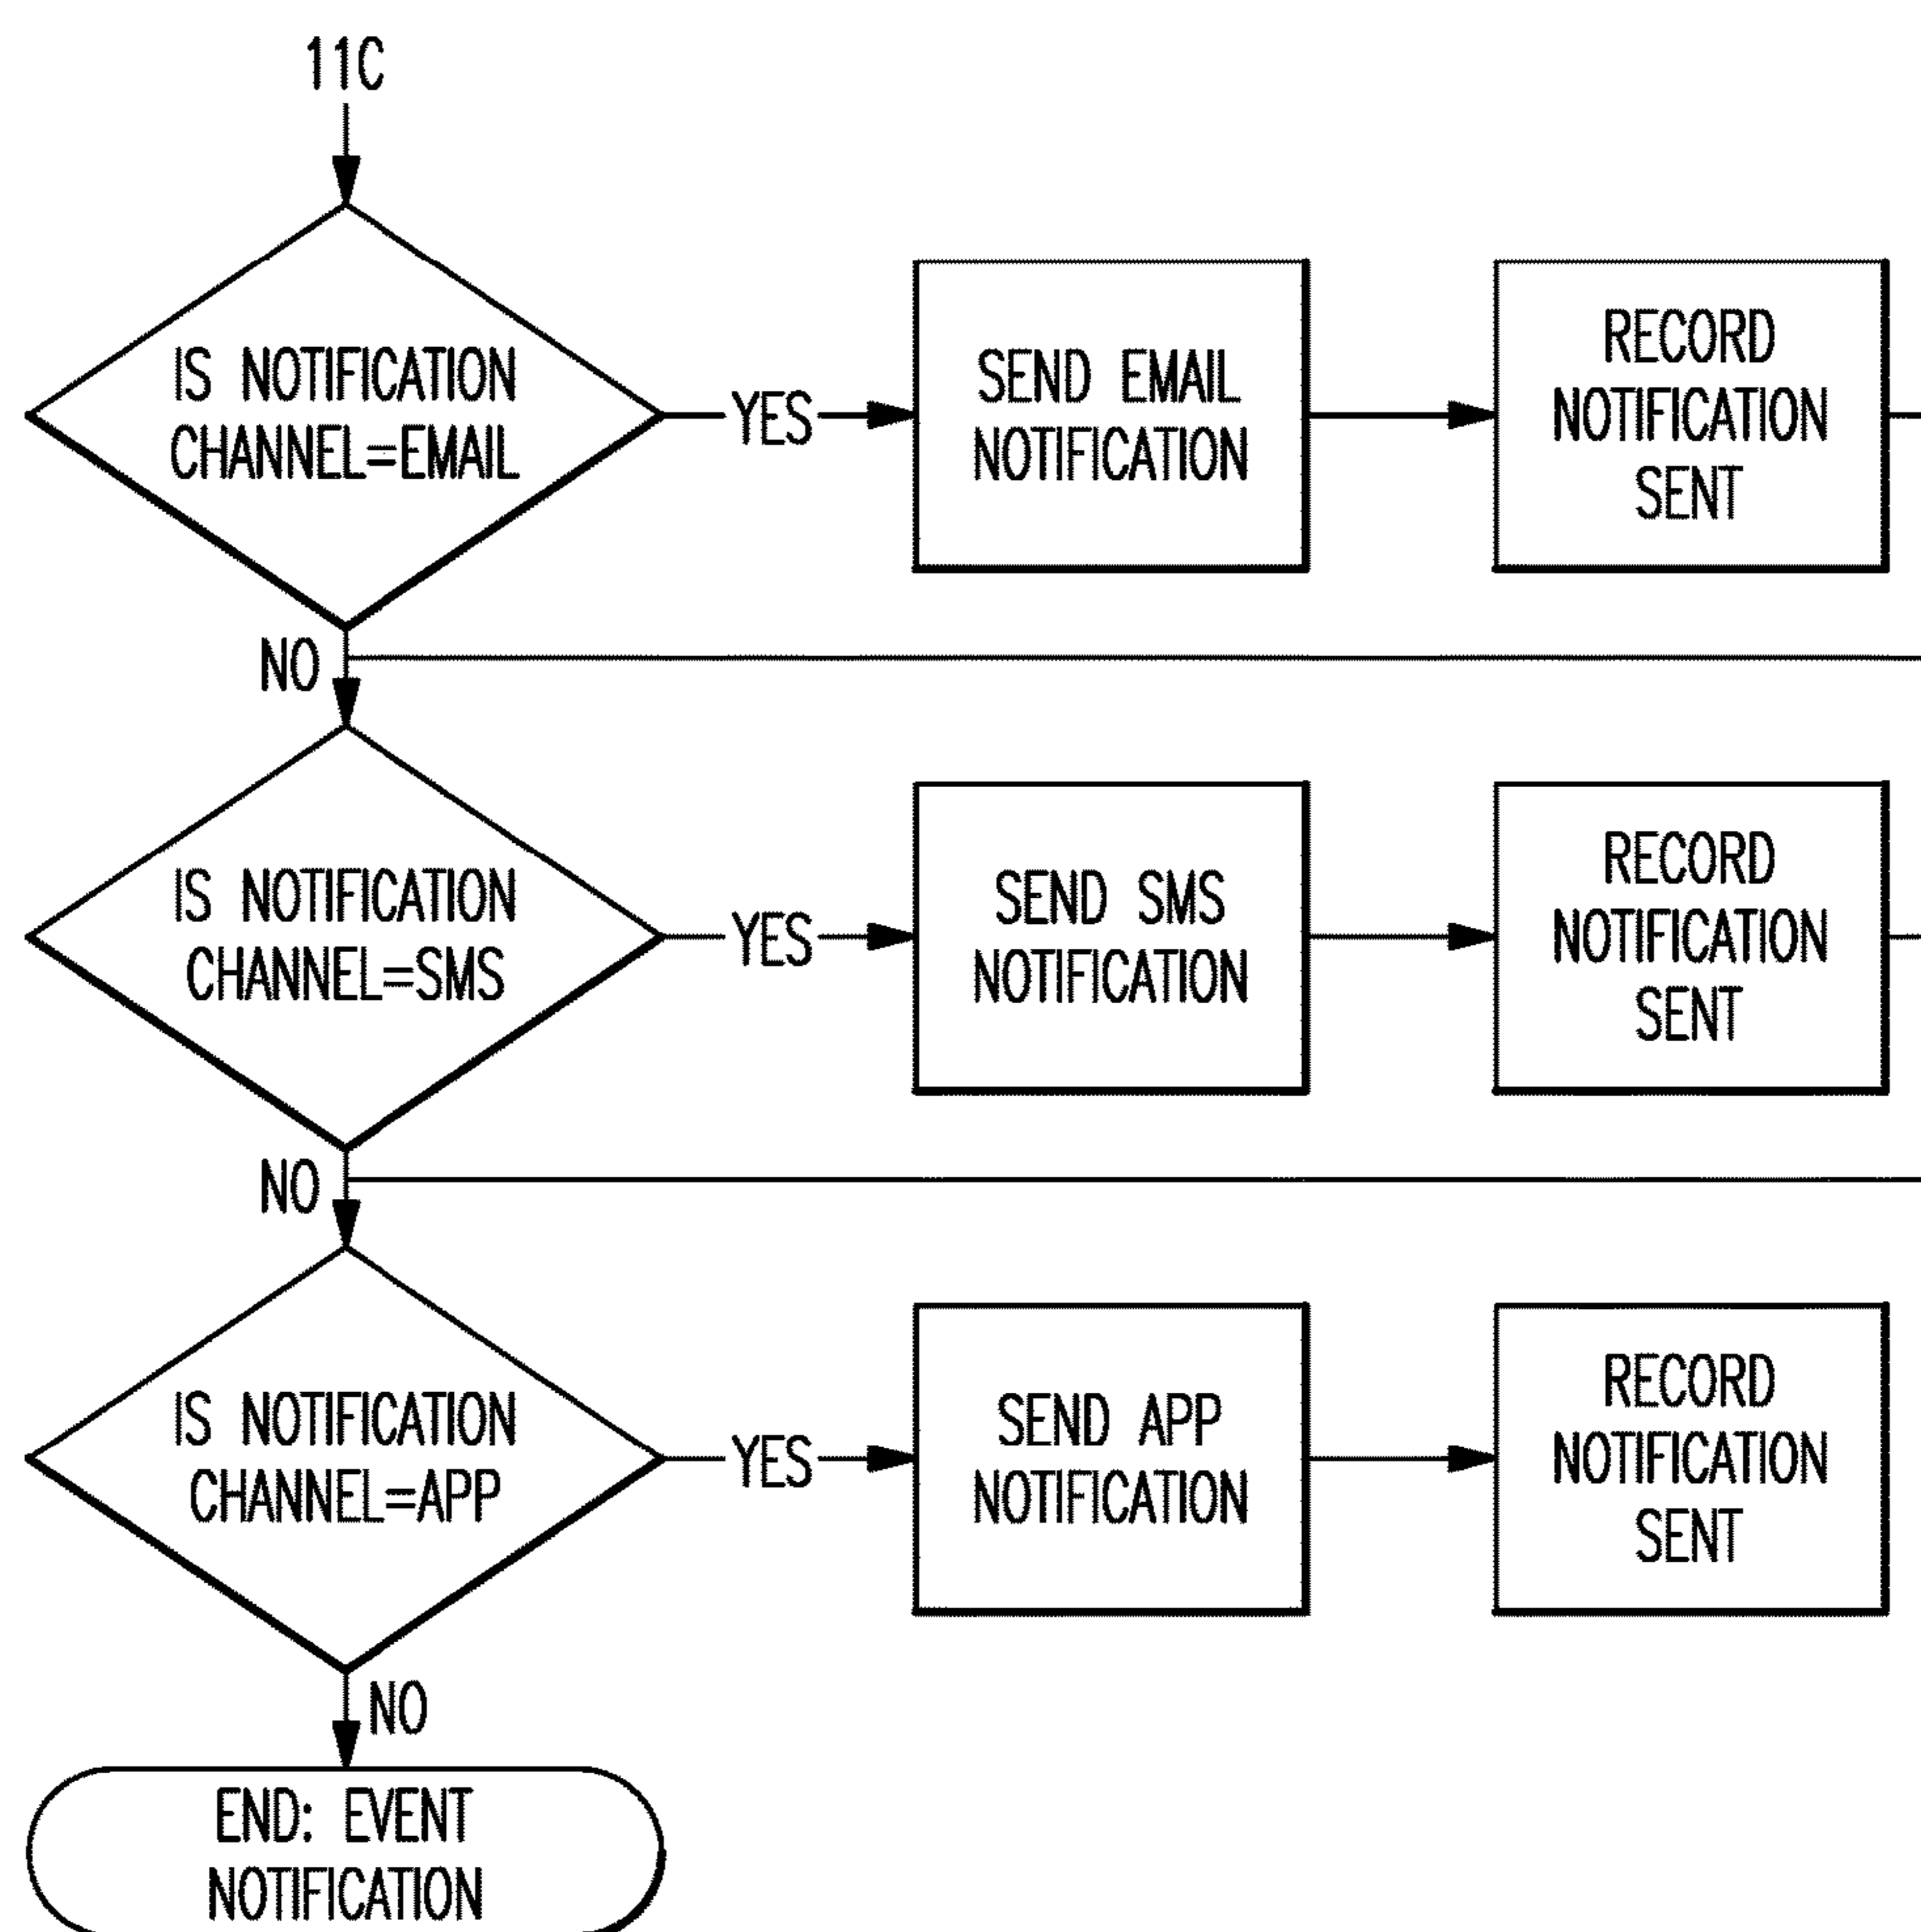 11C
IS NOTIFICATION
CHANNEL=EMAIL
YES
SEND EMAIL
NOTIFICATION
RECORD
NOTIFICATION
SENT
NO
IS NOTIFICATION
CHANNEL=SMS
YES
SEND SMS
NOTIFICATION
RECORD
NOTIFICATION
SENT
NO
IS NOTIFICATION
CHANNEL=APP
YES
SEND APP
NOTIFICATION
RECORD
NOTIFICATION
SENT
NO
END: EVENT
NOTIFICATION